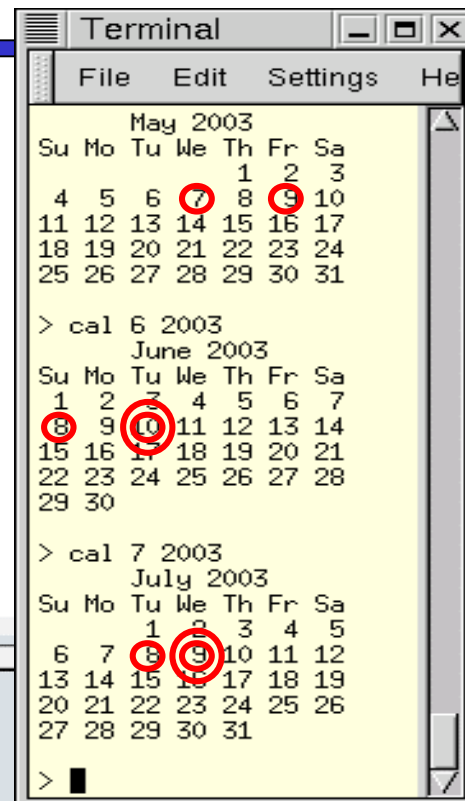 Terminal
File Edit Settings He
May 2003
Su Mo Tu We Th Fr Sa
1 2 3
4 5 6 7 8 9 10
11 12 13 14 15 16 17
18 19 20 21 22 23 24
25 26 27 28 29 30 31
> cal 6 2003
June 2003
Su Mo Tu We Th Fr Sa
1 2 3 4 5 6 7
8 9 10 11 12 13 14
15 16 17 18 19 20 21
22 23 24 25 26 27 28
29 30
> cal 7 2003
July 2003
Su Mo Tu We Th Fr Sa
1 2 3 4 5
6 7 8 9 10 11 12
13 14 15 16 17 18 19
20 21 22 23 24 25 26
27 28 29 30 31
>